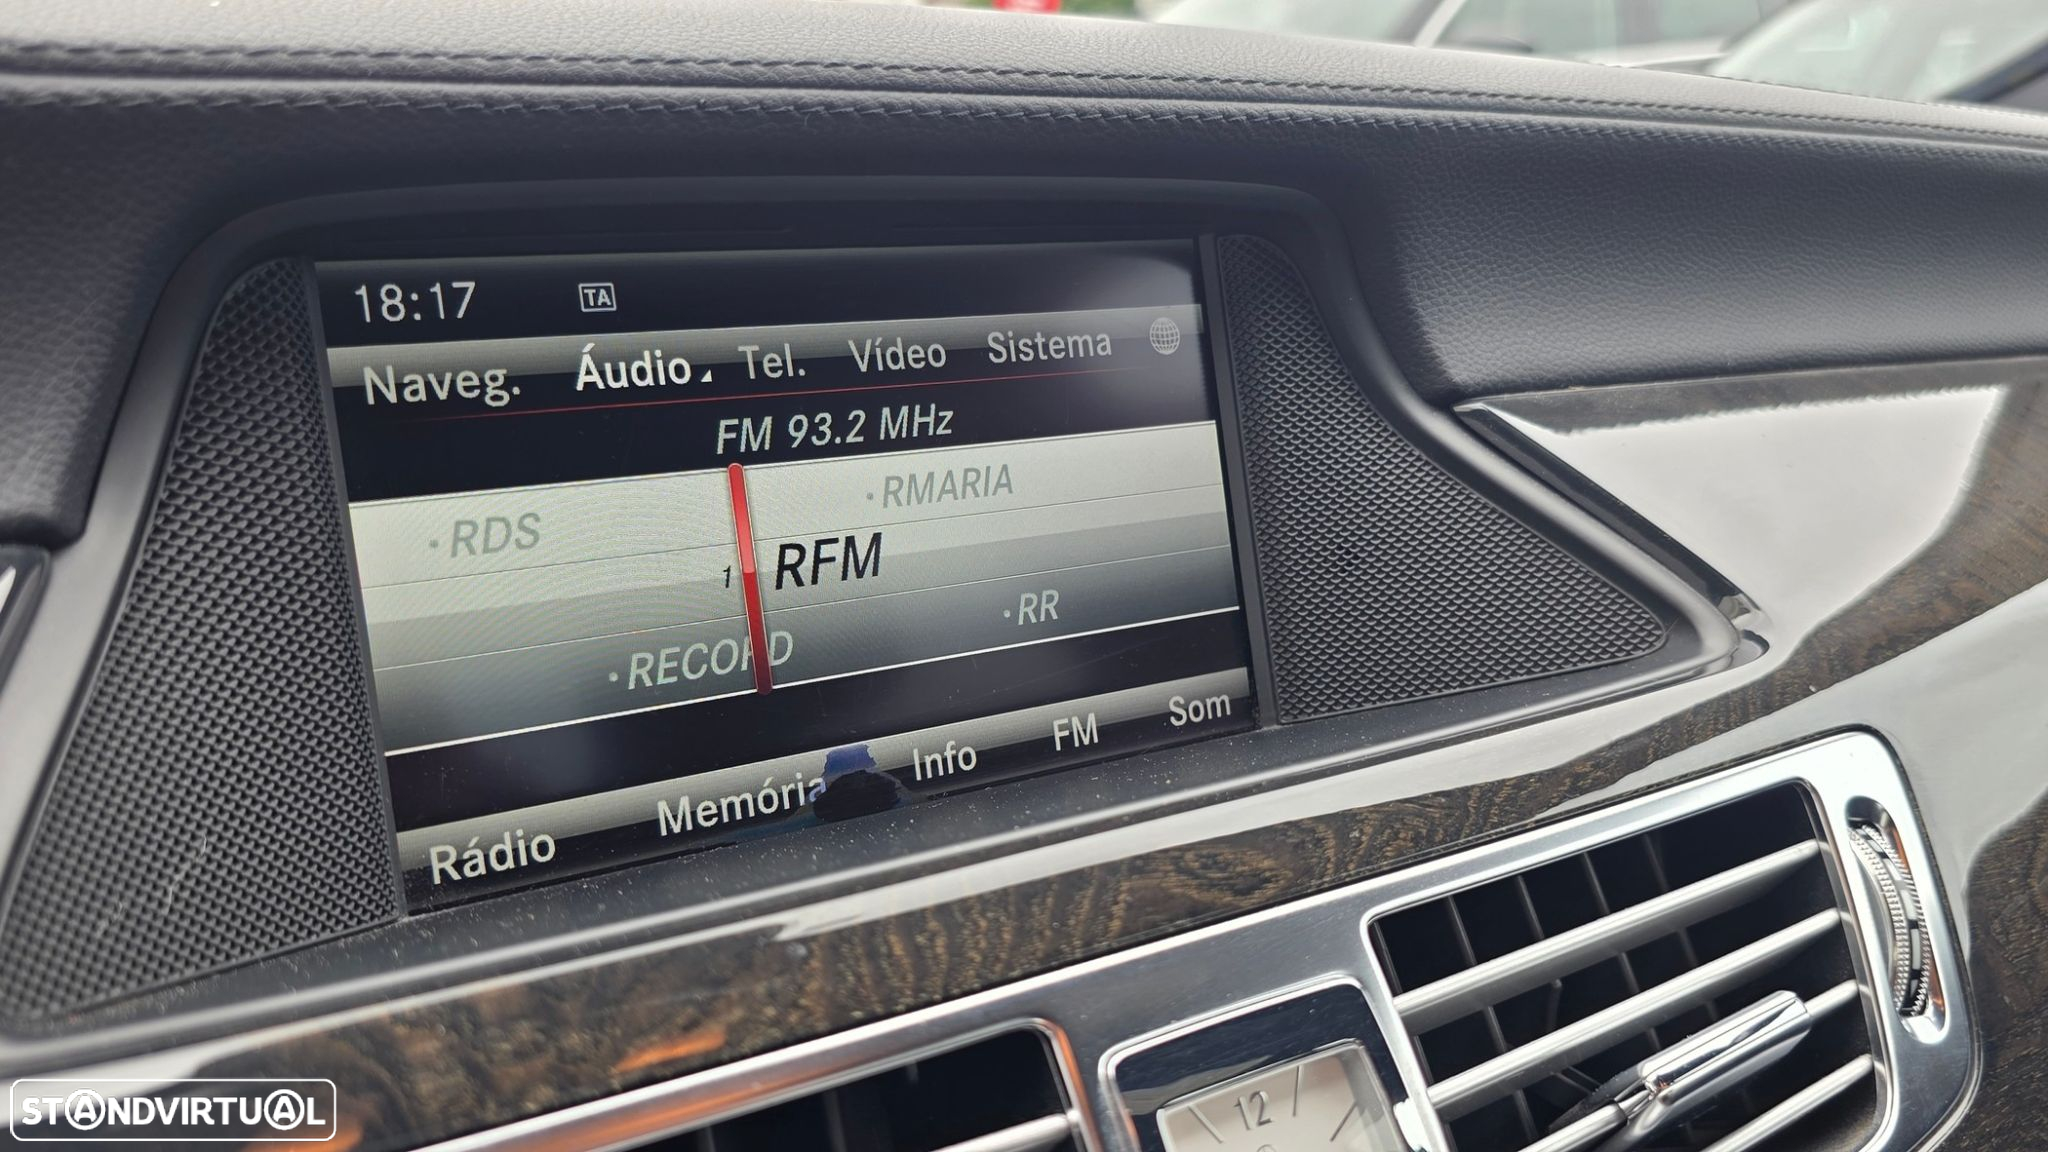 18:17 TA
Naveg. Áudio Tel. Vídeo Sistema
FM 93.2 MHz
·RDS ·RMARIA
1 RFM
·RECORD ·RR
Rádio Memória Info FM Som
12
STANDVIRTUAL